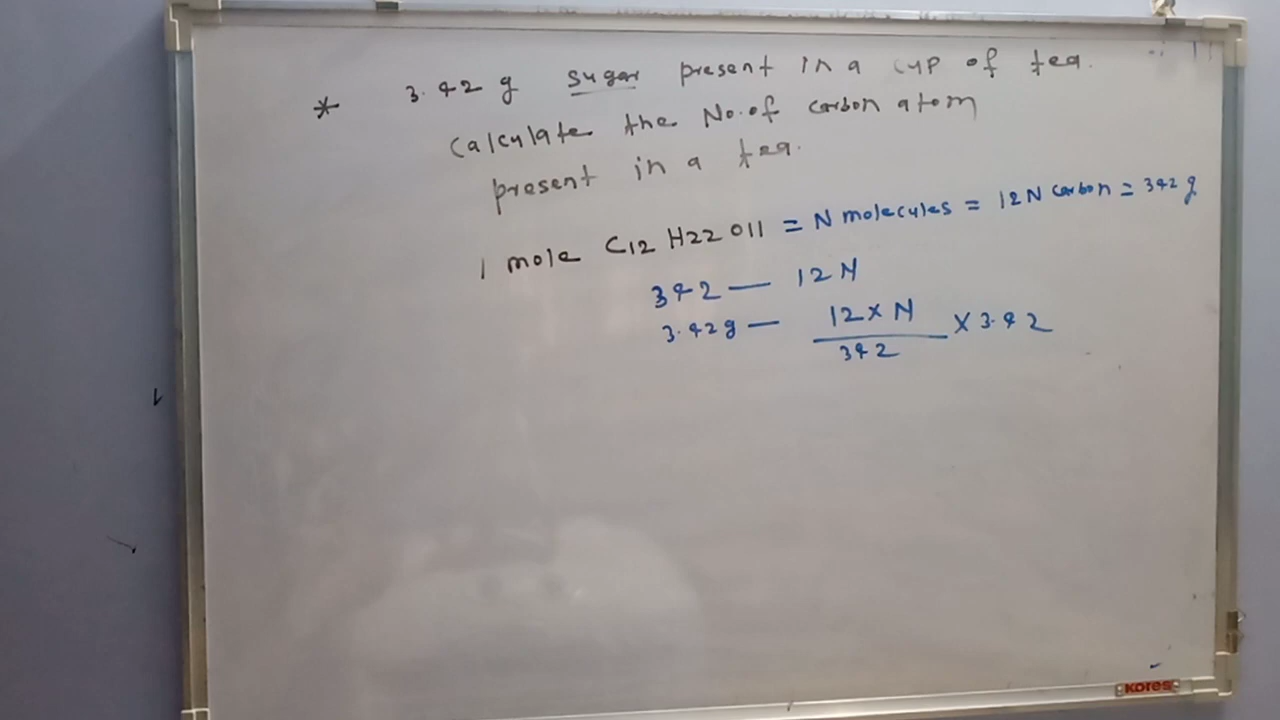 * 3.42 g sugar present in a cup of tea.
Calculate the No. of carbon atom
present in a tea.
1 mole C12 H22 O11 = N molecules = 12 N carbon = 342 g
342 — 12 N
3.42 g — 12 x N / 342 x 3.42
KORES